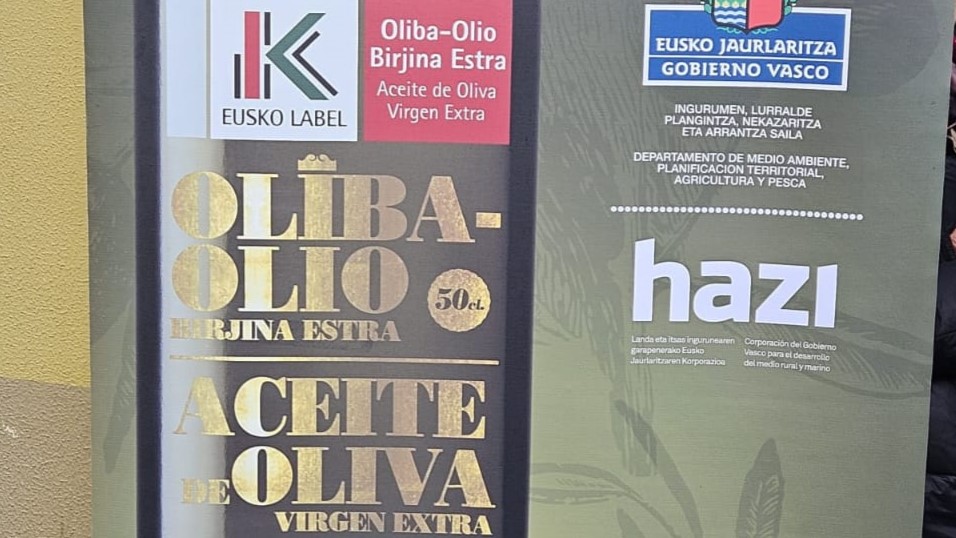 EUSKO LABEL
Oliba-Olio
Birjina Estra
Aceite de Oliva
Virgen Extra
OLIBA-
OLIO
50 cl.
BIRJINA ESTRA
ACEITE
DE OLIVA
VIRGEN EXTRA
EUSKO JAURLARITZA
GOBIERNO VASCO
INGURUMEN, LURRALDE
PLANGINTZA, NEKAZARITZA
ETA ARRANTZA SAILA
DEPARTAMENTO DE MEDIO AMBIENTE,
PLANIFICACION TERRITORIAL,
AGRICULTURA Y PESCA
hazi
Landa eta itsas ingurunearen
garapenerako Eusko
Jaurlaritzaren Korporazioa
Corporación del Gobierno
Vasco para el desarrollo
del medio rural y marino